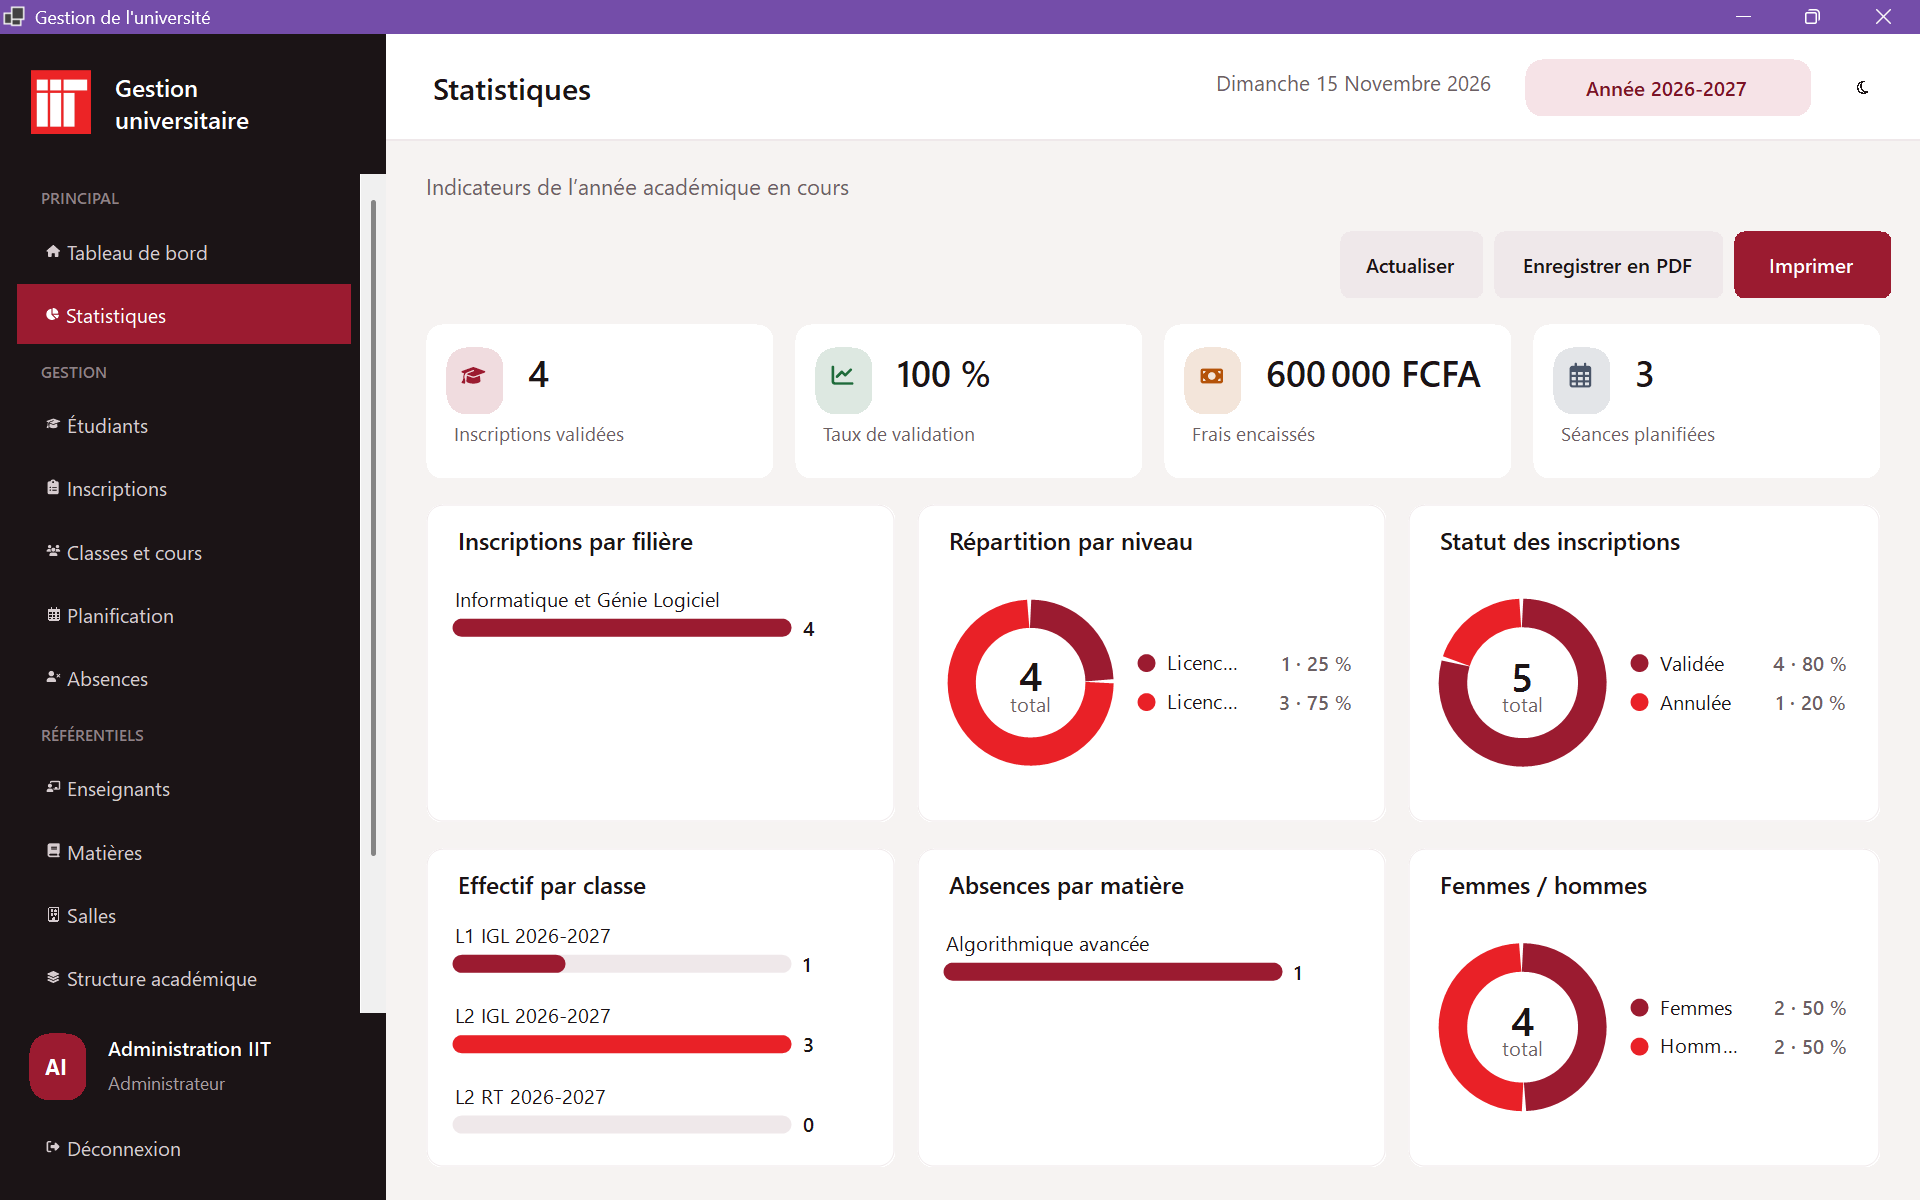 Gestion de l'université
IIT
Gestion
universitaire
PRINCIPAL
Tableau de bord
Statistiques
GESTION
Étudiants
Inscriptions
Classes et cours
Planification
Absences
RÉFÉRENTIELS
Enseignants
Matières
Salles
Structure académique
AI
Administration IIT
Administrateur
Déconnexion
Statistiques
Dimanche 15 Novembre 2026
Année 2026-2027
Indicateurs de l’année académique en cours
Actualiser
Enregistrer en PDF
Imprimer
4
Inscriptions validées
100 %
Taux de validation
600 000 FCFA
Frais encaissés
3
Séances planifiées
Inscriptions par filière
Informatique et Génie Logiciel
4
Répartition par niveau
4
total
Licenc... 1 · 25 %
Licenc... 3 · 75 %
Statut des inscriptions
5
total
Validée 4 · 80 %
Annulée 1 · 20 %
Effectif par classe
L1 IGL 2026-2027
1
L2 IGL 2026-2027
3
L2 RT 2026-2027
0
Absences par matière
Algorithmique avancée
1
Femmes / hommes
4
total
Femmes 2 · 50 %
Homm... 2 · 50 %